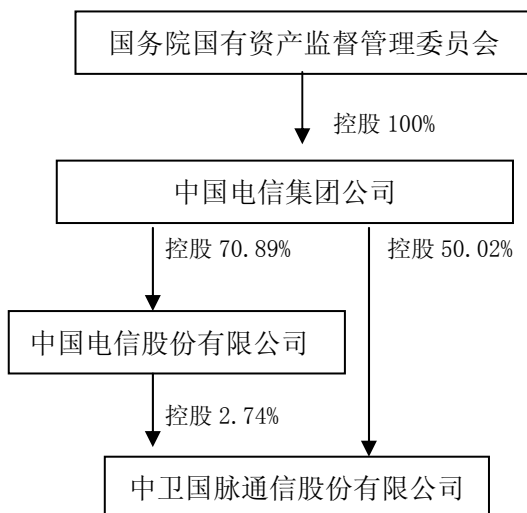 国务院国有资产监督管理委员会
控股 100%
中国电信集团公司
控股 70.89%
控股 50.02%
中国电信股份有限公司
控股 2.74%
中卫国脉通信股份有限公司